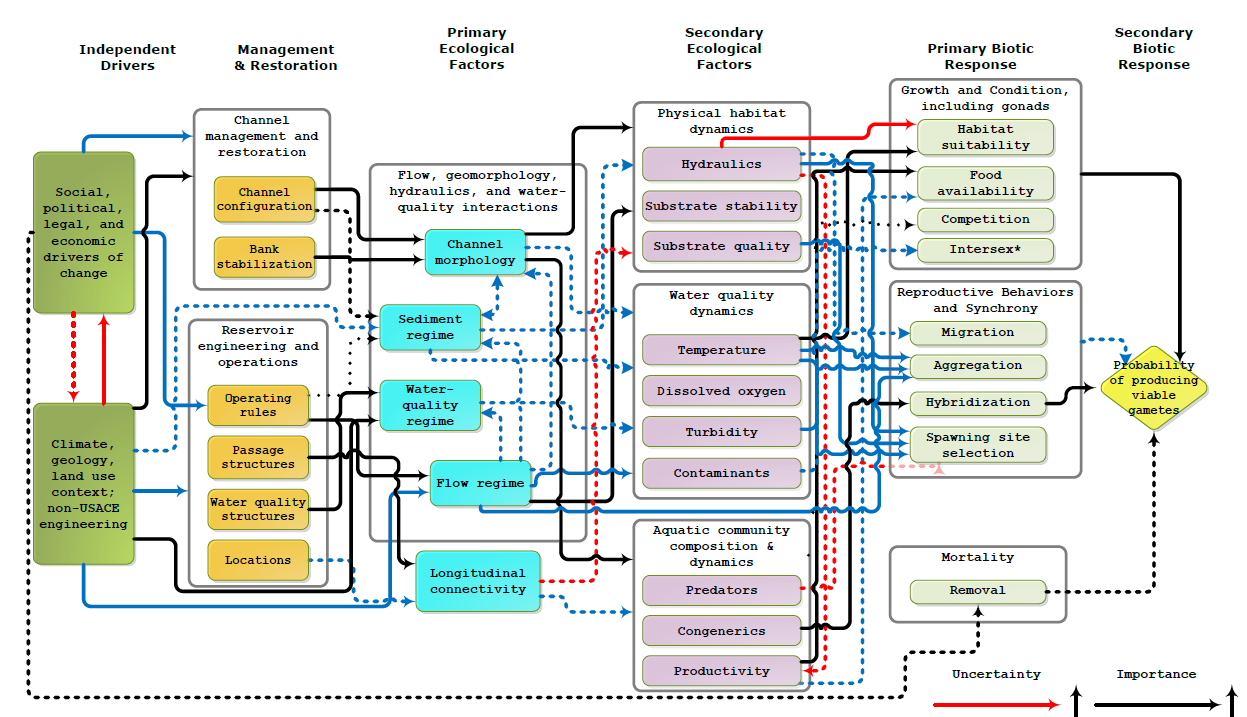 Independent
Drivers
Management
& Restoration
Primary
Ecological
Factors
Secondary
Ecological
Factors
Primary Biotic
Response
Secondary
Biotic
Response
Social,
political,
legal, and
economic
drivers of
change
Climate,
geology,
land use
context;
non-USACE
engineering
Channel
management and
restoration
Channel
configuration
Bank
stabilization
Reservoir
engineering and
operations
Operating
rules
Passage
structures
Water quality
structures
Locations
Flow, geomorphology,
hydraulics, and water-
quality interactions
Channel
morphology
Sediment
regime
Water-
quality
regime
Flow regime
Longitudinal
connectivity
Physical habitat
dynamics
Hydraulics
Substrate stability
Substrate quality
Water quality
dynamics
Temperature
Dissolved oxygen
Turbidity
Contaminants
Aquatic community
composition &
dynamics
Predators
Congenerics
Productivity
Growth and Condition,
including gonads
Habitat
suitability
Food
availability
Competition
Intersex*
Reproductive Behaviors
and Synchrony
Migration
Aggregation
Hybridization
Spawning site
selection
Mortality
Removal
Probability
of producing
viable
gametes
Uncertainty
Importance